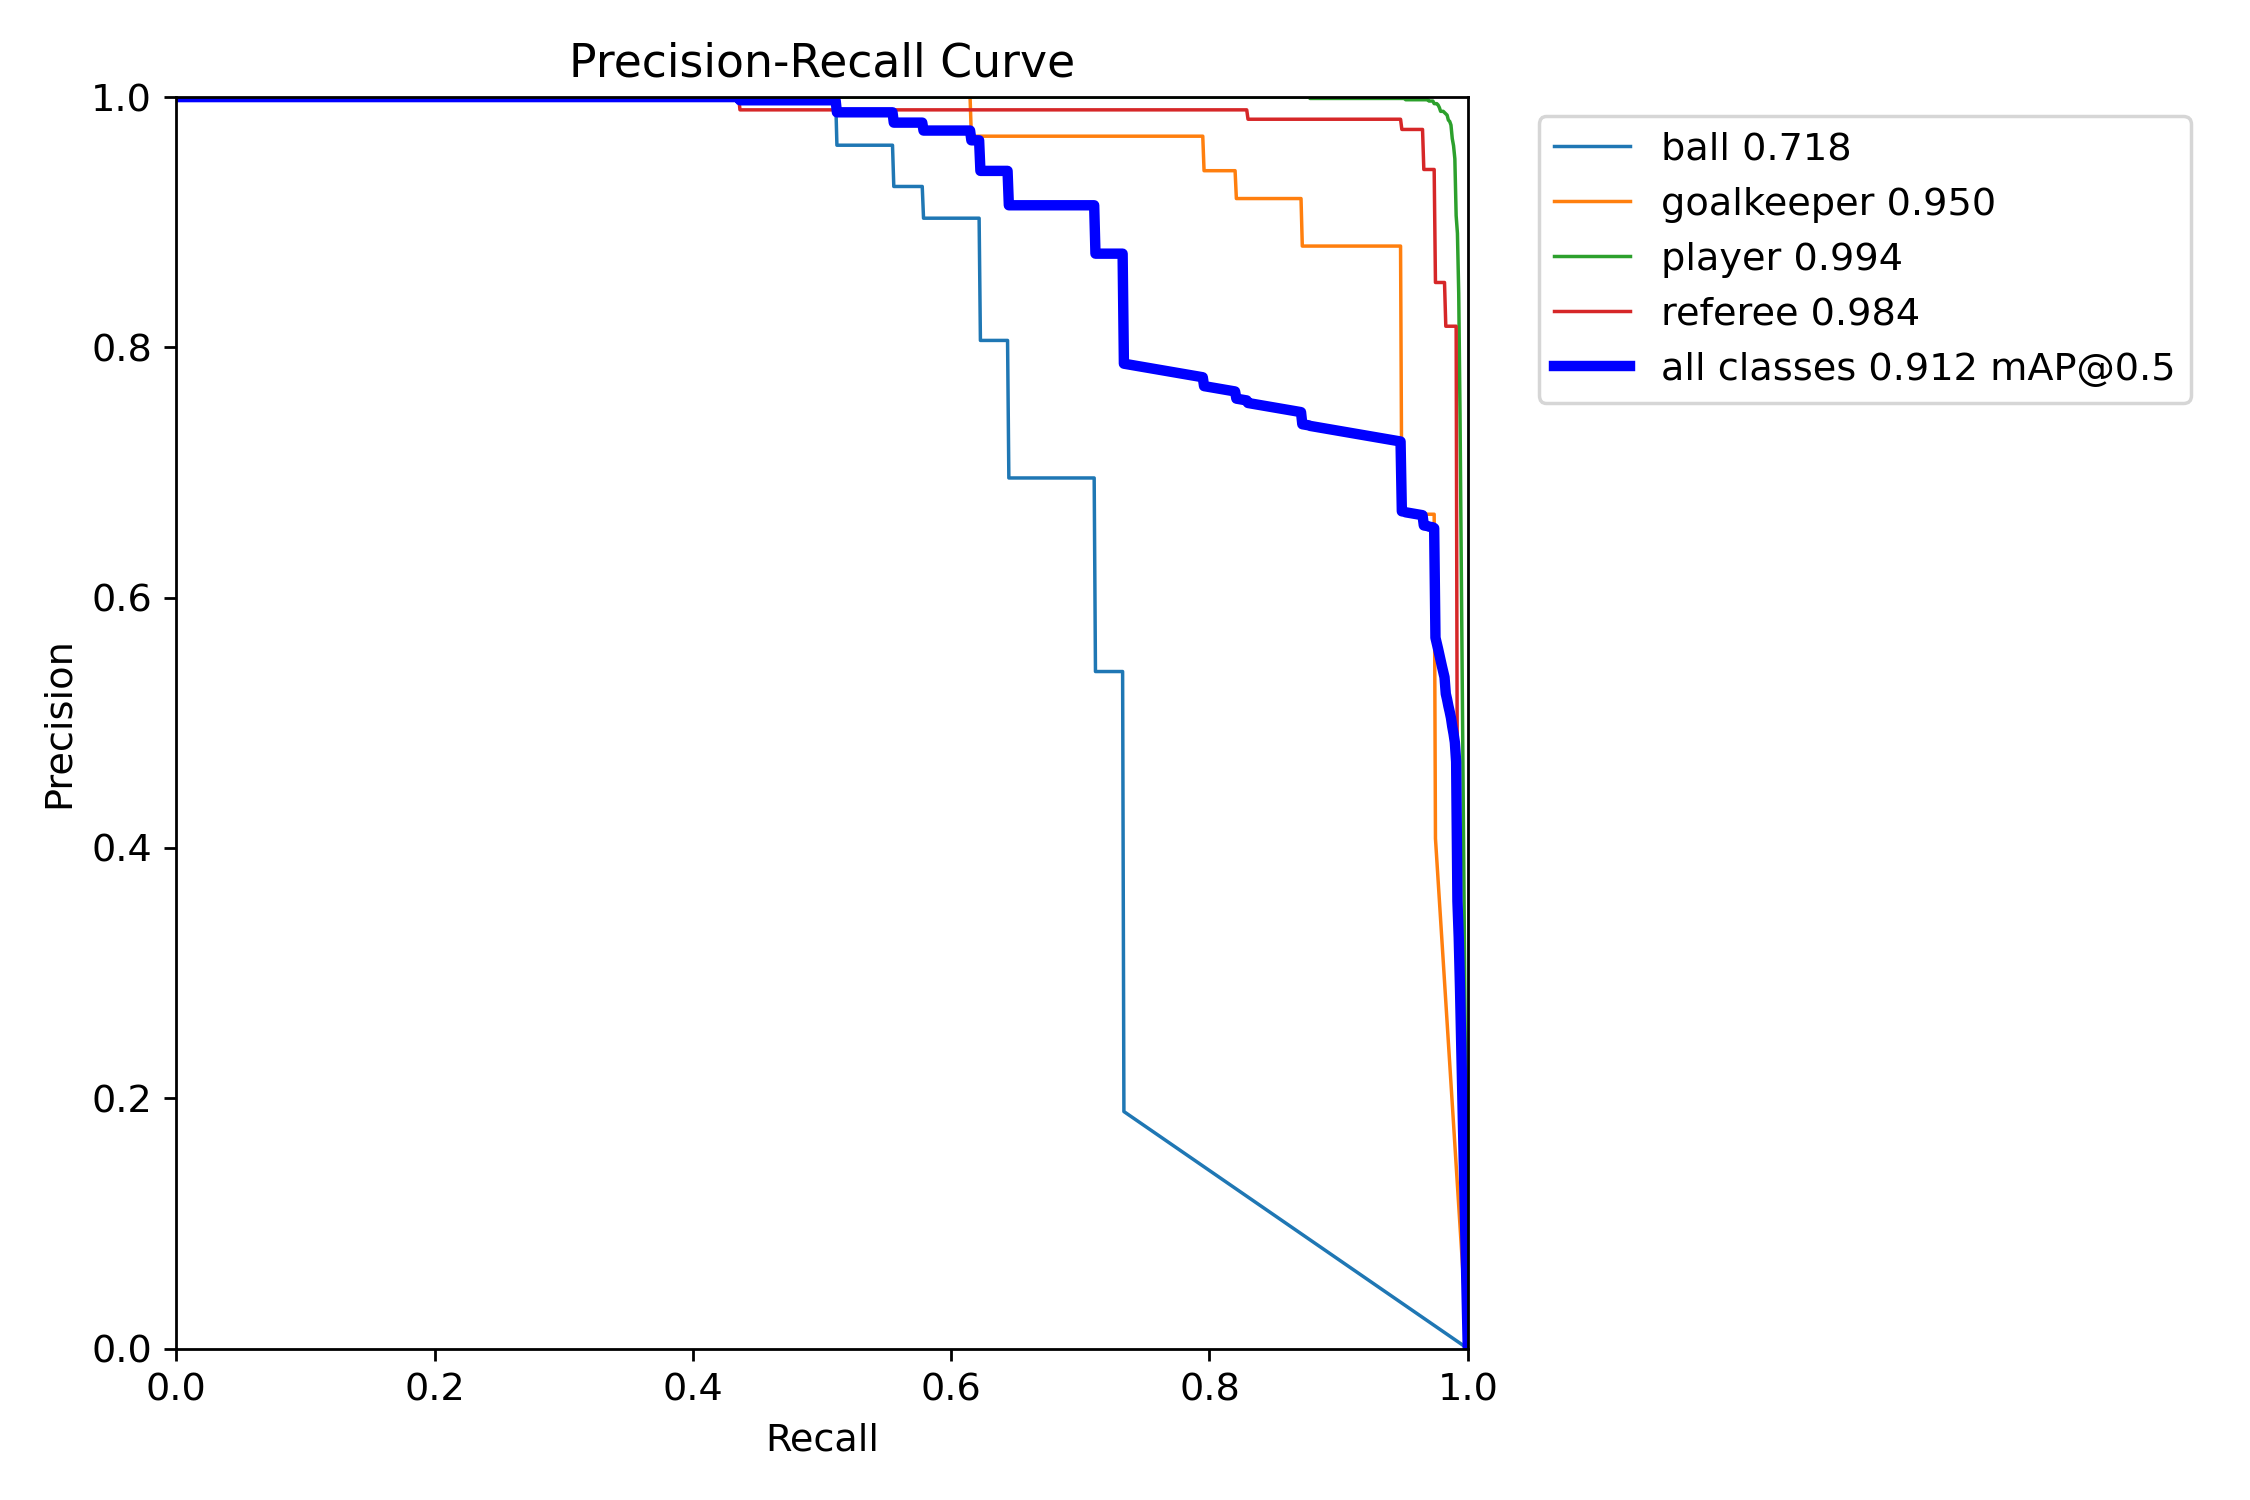 Precision-Recall Curve
1.0
0.8
0.6
0.4
0.2
0.0
Precision
0.0 0.2 0.4 0.6 0.8 1.0
Recall
ball 0.718
goalkeeper 0.950
player 0.994
referee 0.984
all classes 0.912 mAP@0.5